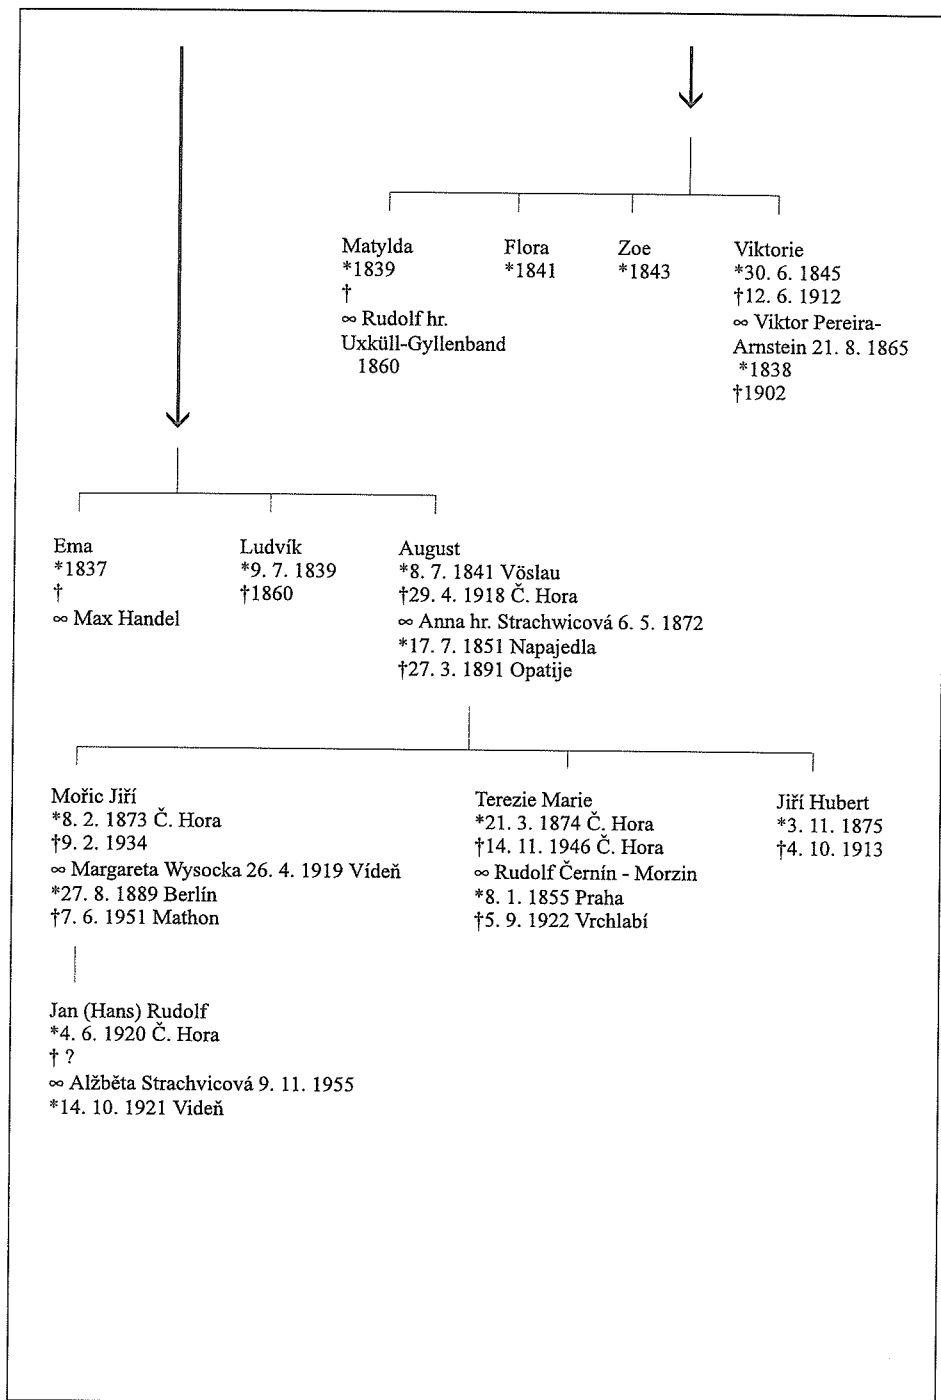 Matylda
*1839
†
∞ Rudolf hr.
Uxküll-Gyllenband
1860
Flora
*1841
Zoe
*1843
Viktorie
*30. 6. 1845
†12. 6. 1912
∞ Viktor Pereira-
Arnstein 21. 8. 1865
*1838
†1902
Ema
*1837
†
∞ Max Handel
Ludvík
*9. 7. 1839
†1860
August
*8. 7. 1841 Vöslau
†29. 4. 1918 Č. Hora
∞ Anna hr. Strachwicová 6. 5. 1872
*17. 7. 1851 Napajedla
†27. 3. 1891 Opatije
Mořic Jiří
*8. 2. 1873 Č. Hora
†9. 2. 1934
∞ Margareta Wysocka 26. 4. 1919 Vídeň
*27. 8. 1889 Berlín
†7. 6. 1951 Mathon
Terezie Marie
*21. 3. 1874 Č. Hora
†14. 11. 1946 Č. Hora
∞ Rudolf Černín - Morzin
*8. 1. 1855 Praha
†5. 9. 1922 Vrchlabí
Jiří Hubert
*3. 11. 1875
†4. 10. 1913
Jan (Hans) Rudolf
*4. 6. 1920 Č. Hora
† ?
∞ Alžběta Strachvicová 9. 11. 1955
*14. 10. 1921 Videň